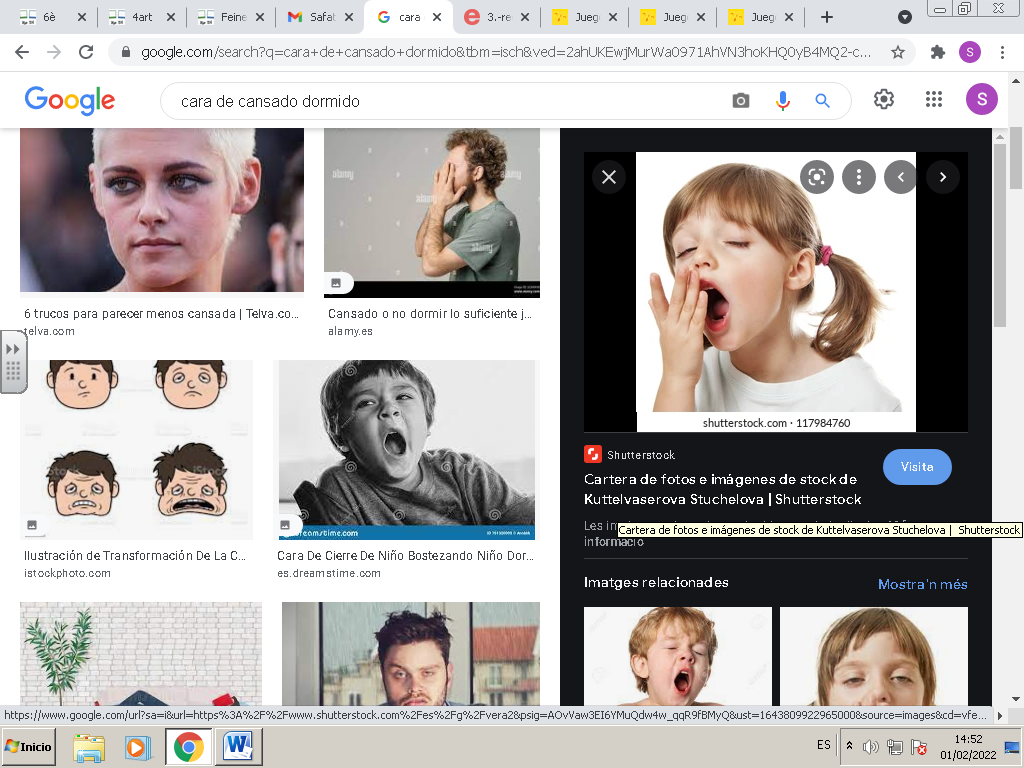 6è
4art
Feine
Safat
cara
3.-re
Jueg
Jueg
Jueg
google.com/search?q=cara+de+cansado+dormido&tbm=isch&ved=2ahUKEwjMurWa0971AhVN3hoKHQ0yB4MQ2-c...
S
Google
cara de cansado dormido
S
alamy
alamy
6 trucos para parecer menos cansada | Telva.co...
telva.com
Cansado o no dormir lo suficiente j...
alamy.es
shutterstock.com · 117984760
Shutterstock
Visita
Cartera de fotos e imágenes de stock de
Kuttelvaserova Stuchelova | Shutterstock
Cartera de fotos e imágenes de stock de Kuttelvaserova Stuchelova | Shutterstock
informació
iStock
iStock
dreamstime.com
Ilustración de Transformación De La C...
istockphoto.com
Cara De Cierre De Niño Bostezando Niño Dor...
es.dreamstime.com
Imatges relacionades
Mostra'n més
https://www.google.com/url?sa=i&url=https%3A%2F%2Fwww.shutterstock.com%2Fes%2Fg%2Fvera2&psig=AOvVaw3EI6YMuQdw4w_qqR9fBMyQ&ust=1643809922965000&source=images&cd=vfe...
Inicio
ES
14:52
01/02/2022